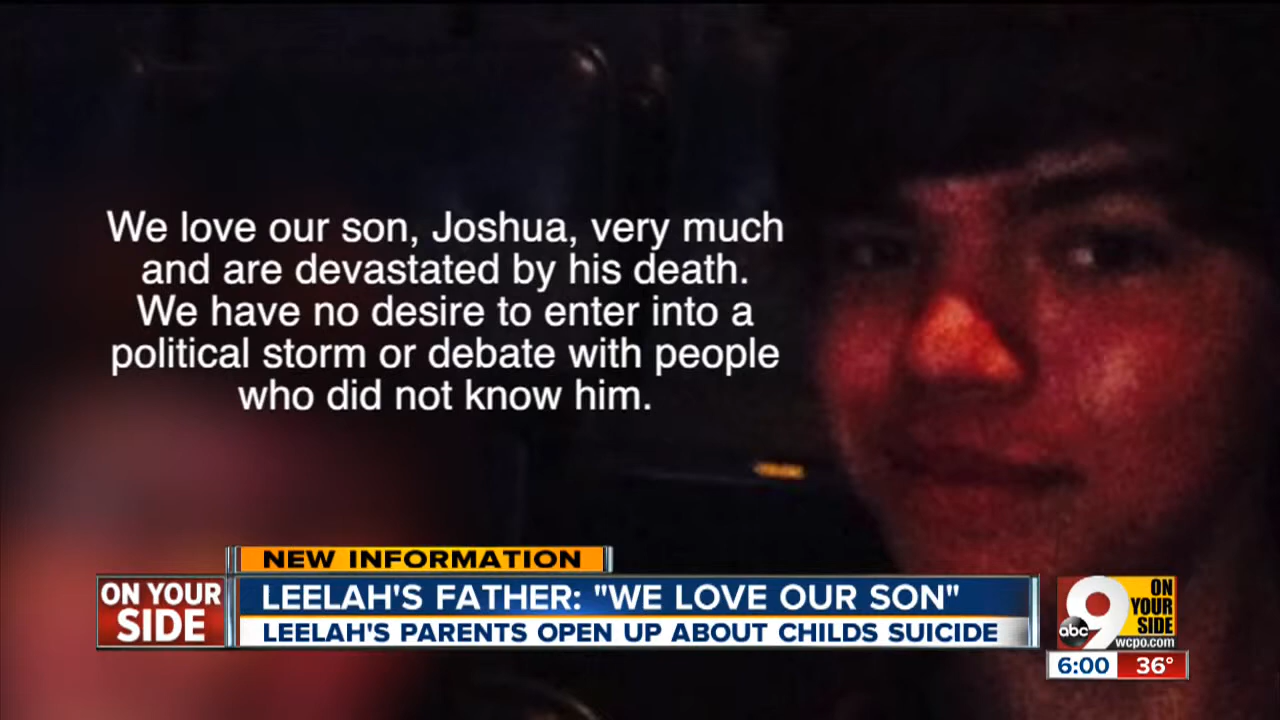 We love our son, Joshua, very much
and are devastated by his death.
We have no desire to enter into a
political storm or debate with people
who did not know him.
NEW INFORMATION
ON YOUR
SIDE
LEELAH'S FATHER: "WE LOVE OUR SON"
LEELAH'S PARENTS OPEN UP ABOUT CHILDS SUICIDE
abc 9
ON
YOUR
SIDE
wcpo.com
6:00 36°